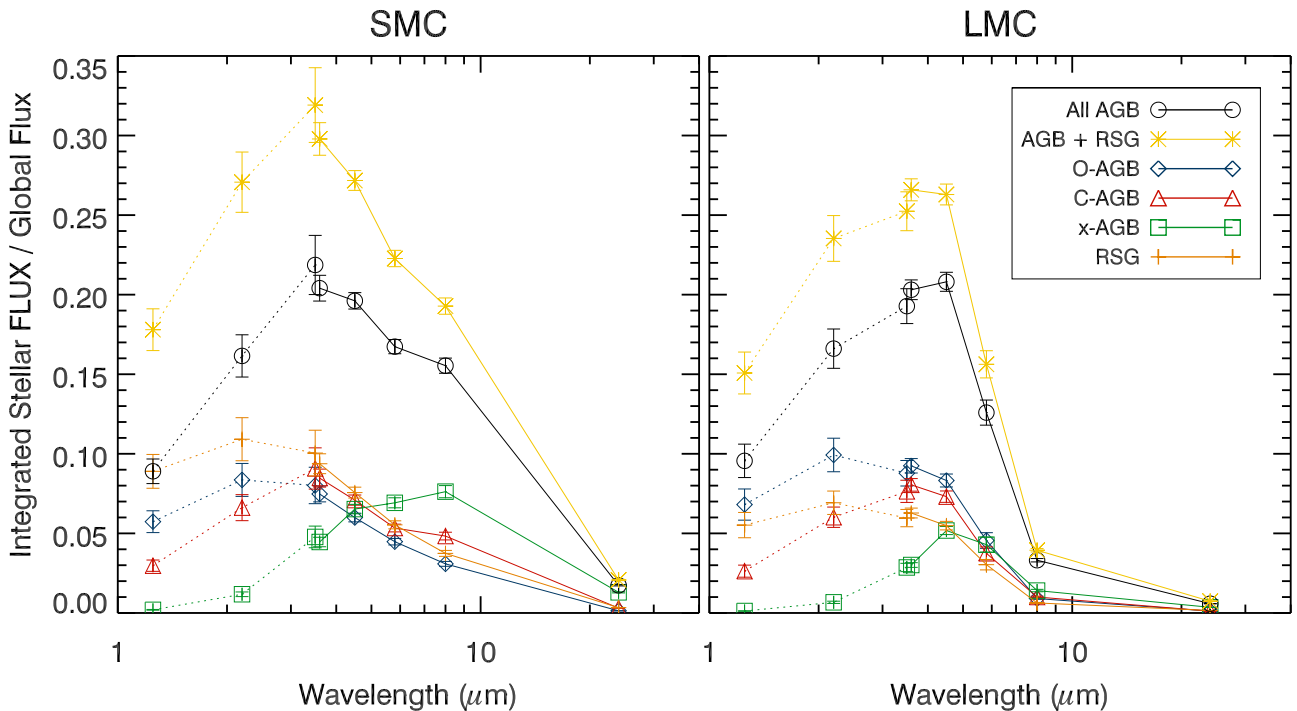 SMC
LMC
Integrated Stellar FLUX / Global Flux
0.35
0.30
0.25
0.20
0.15
0.10
0.05
0.00
All AGB
AGB + RSG
O-AGB
C-AGB
x-AGB
RSG
1
10
1
10
Wavelength (μm)
Wavelength (μm)